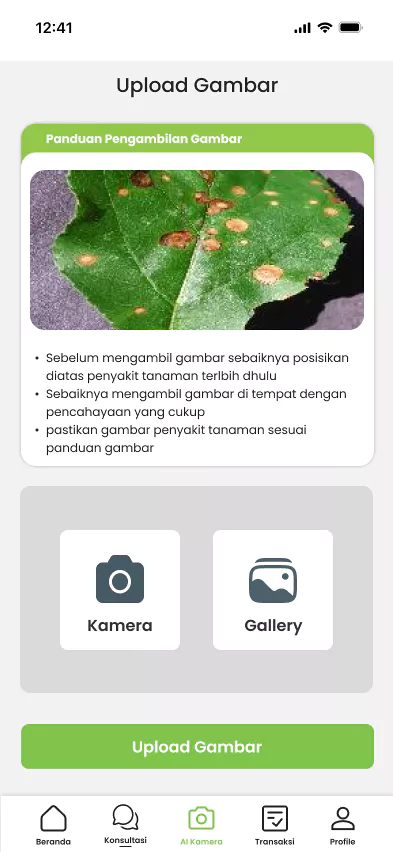 12:41
Upload Gambar
Panduan Pengambilan Gambar
• Sebelum mengambil gambar sebaiknya posisikan
diatas penyakit tanaman terlbih dhulu
• Sebaiknya mengambil gambar di tempat dengan
pencahayaan yang cukup
• pastikan gambar penyakit tanaman sesuai
panduan gambar
Kamera
Gallery
Upload Gambar
Beranda
Konsultasi
AI Kamera
Transaksi
Profile